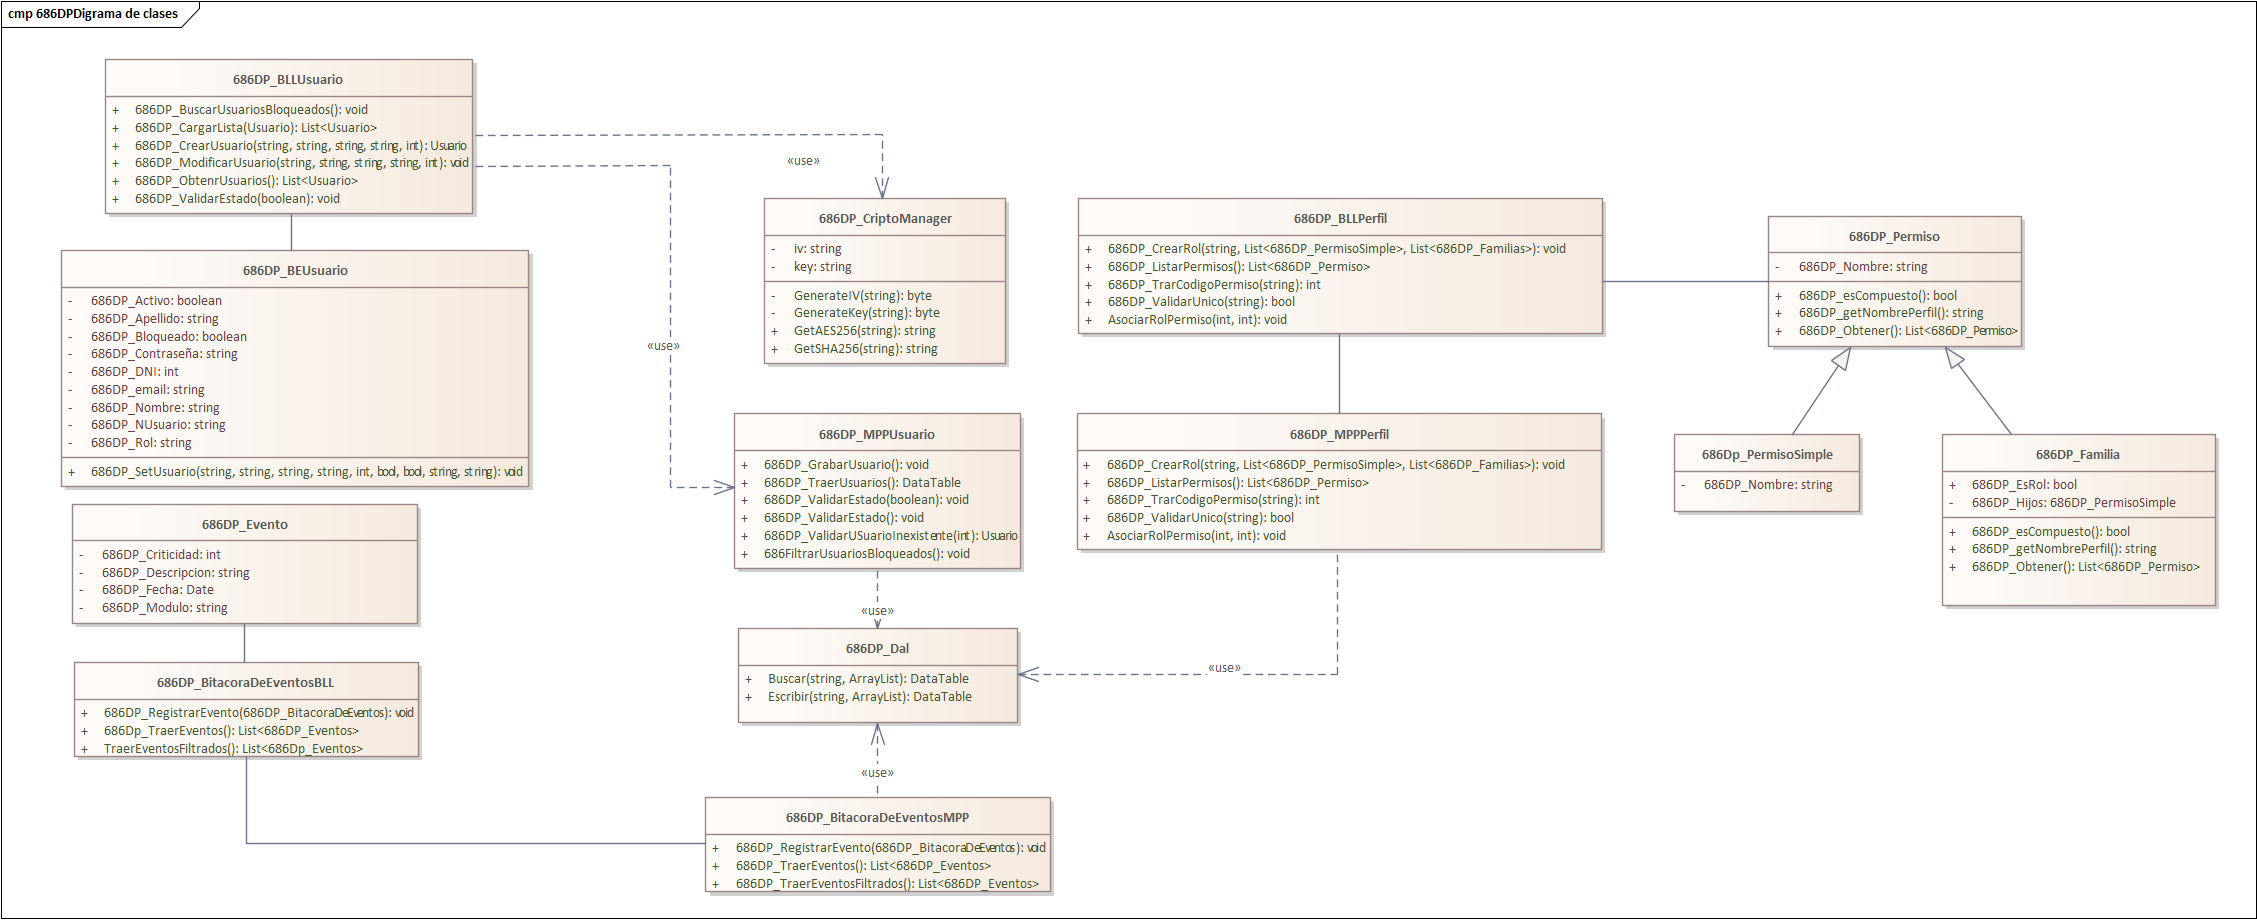 cmp 686DPDigrama de clases
686DP_BLLUsuario
+ 686DP_BuscarUsuariosBloqueados(): void
+ 686DP_CargarLista(Usuario): List<Usuario>
+ 686DP_CrearUsuario(string, string, string, string, int): Usuario
+ 686DP_ModificarUsuario(string, string, string, string, int): void
+ 686DP_ObtenrUsuarios(): List<Usuario>
+ 686DP_ValidarEstado(boolean): void
«use»
«use»
686DP_BEUsuario
- 686DP_Activo: boolean
- 686DP_Apellido: string
- 686DP_Bloqueado: boolean
- 686DP_Contraseña: string
- 686DP_DNI: int
- 686DP_email: string
- 686DP_Nombre: string
- 686DP_NUsuario: string
- 686DP_Rol: string
+ 686DP_SetUsuario(string, string, string, string, int, bool, bool, string, string): void
686DP_CriptoManager
- iv: string
- key: string
- GenerateIV(string): byte
- GenerateKey(string): byte
+ GetAES256(string): string
+ GetSHA256(string): string
686DP_BLLPerfil
+ 686DP_CrearRol(string, List<686DP_PermisoSimple>, List<686DP_Familias>): void
+ 686DP_ListarPermisos(): List<686DP_Permiso>
+ 686DP_TrarCodigoPermiso(string): int
+ 686DP_ValidarUnico(string): bool
+ AsociarRolPermiso(int, int): void
686DP_Permiso
- 686DP_Nombre: string
+ 686DP_esCompuesto(): bool
+ 686DP_getNombrePerfil(): string
+ 686DP_Obtener(): List<686DP_Permiso>
686DP_MPPUsuario
+ 686DP_GrabarUsuario(): void
+ 686DP_TraerUsuarios(): DataTable
+ 686DP_ValidarEstado(boolean): void
+ 686DP_ValidarEstado(): void
+ 686DP_ValidarUSuarioInexistente(int): Usuario
+ 686FiltrarUsuariosBloqueados(): void
686DP_MPPPerfil
+ 686DP_CrearRol(string, List<686DP_PermisoSimple>, List<686DP_Familias>): void
+ 686DP_ListarPermisos(): List<686DP_Permiso>
+ 686DP_TrarCodigoPermiso(string): int
+ 686DP_ValidarUnico(string): bool
+ AsociarRolPermiso(int, int): void
686Dp_PermisoSimple
- 686DP_Nombre: string
686DP_Familia
+ 686DP_EsRol: bool
- 686DP_Hijos: 686DP_PermisoSimple
+ 686DP_esCompuesto(): bool
+ 686DP_getNombrePerfil(): string
+ 686DP_Obtener(): List<686DP_Permiso>
686DP_Evento
- 686DP_Criticidad: int
- 686DP_Descripcion: string
- 686DP_Fecha: Date
- 686DP_Modulo: string
«use»
686DP_Dal
+ Buscar(string, ArrayList): DataTable
+ Escribir(string, ArrayList): DataTable
«use»
686DP_BitacoraDeEventosBLL
+ 686DP_RegistrarEvento(686DP_BitacoraDeEventos): void
+ 686Dp_TraerEventos(): List<686DP_Eventos>
+ TraerEventosFiltrados(): List<686Dp_Eventos>
«use»
686DP_BitacoraDeEventosMPP
+ 686DP_RegistrarEvento(686DP_BitacoraDeEventos): void
+ 686DP_TraerEventos(): List<686DP_Eventos>
+ 686DP_TraerEventosFiltrados(): List<686DP_Eventos>